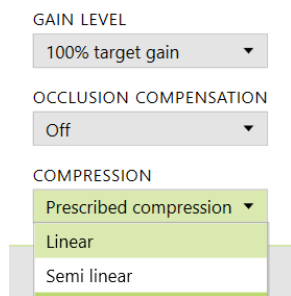 GAIN LEVEL
100% target gain
OCCLUSION COMPENSATION
Off
COMPRESSION
Prescribed compression
Linear
Semi linear